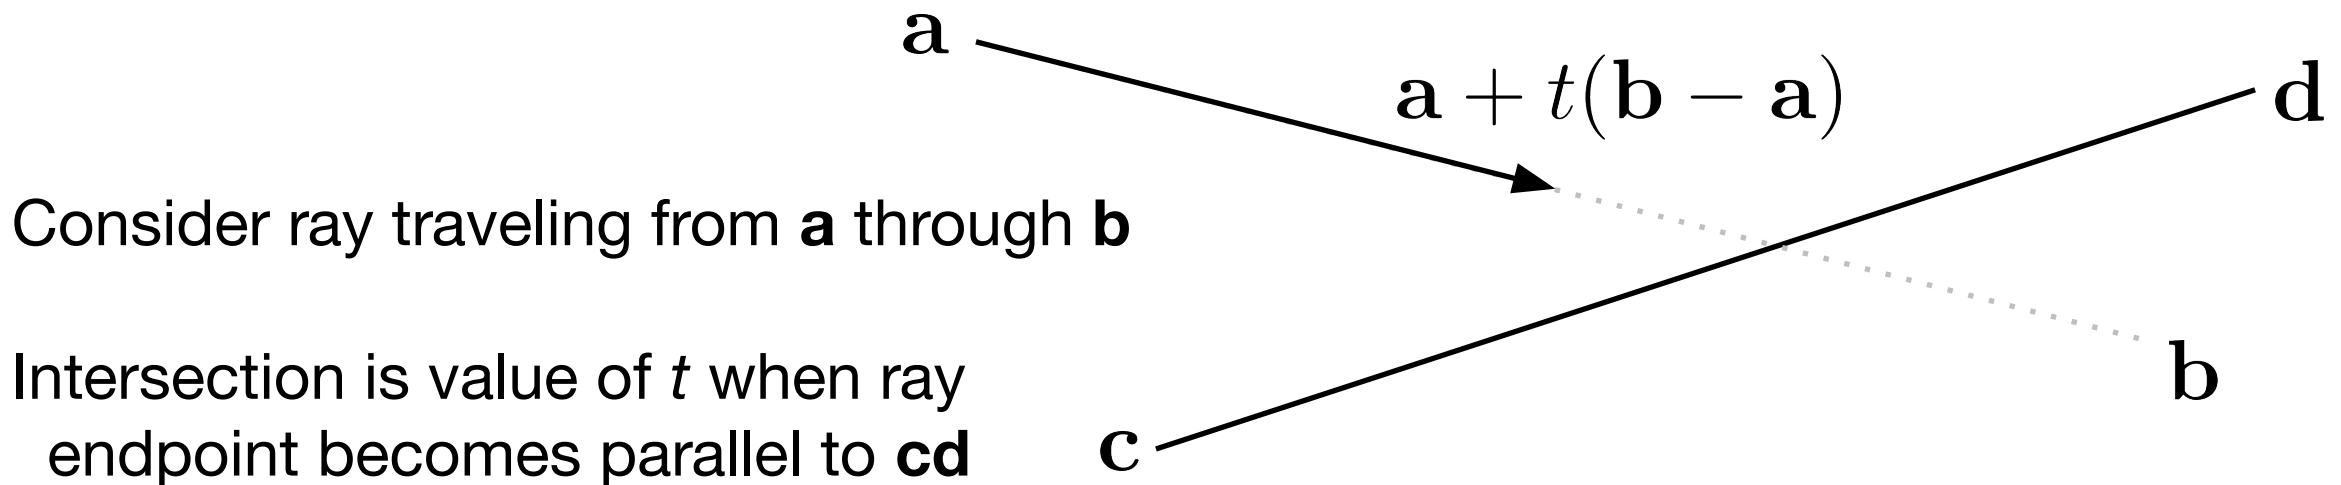 a
a + t(b − a)
d
Consider ray traveling from a through b
b
Intersection is value of t when ray
endpoint becomes parallel to cd
c